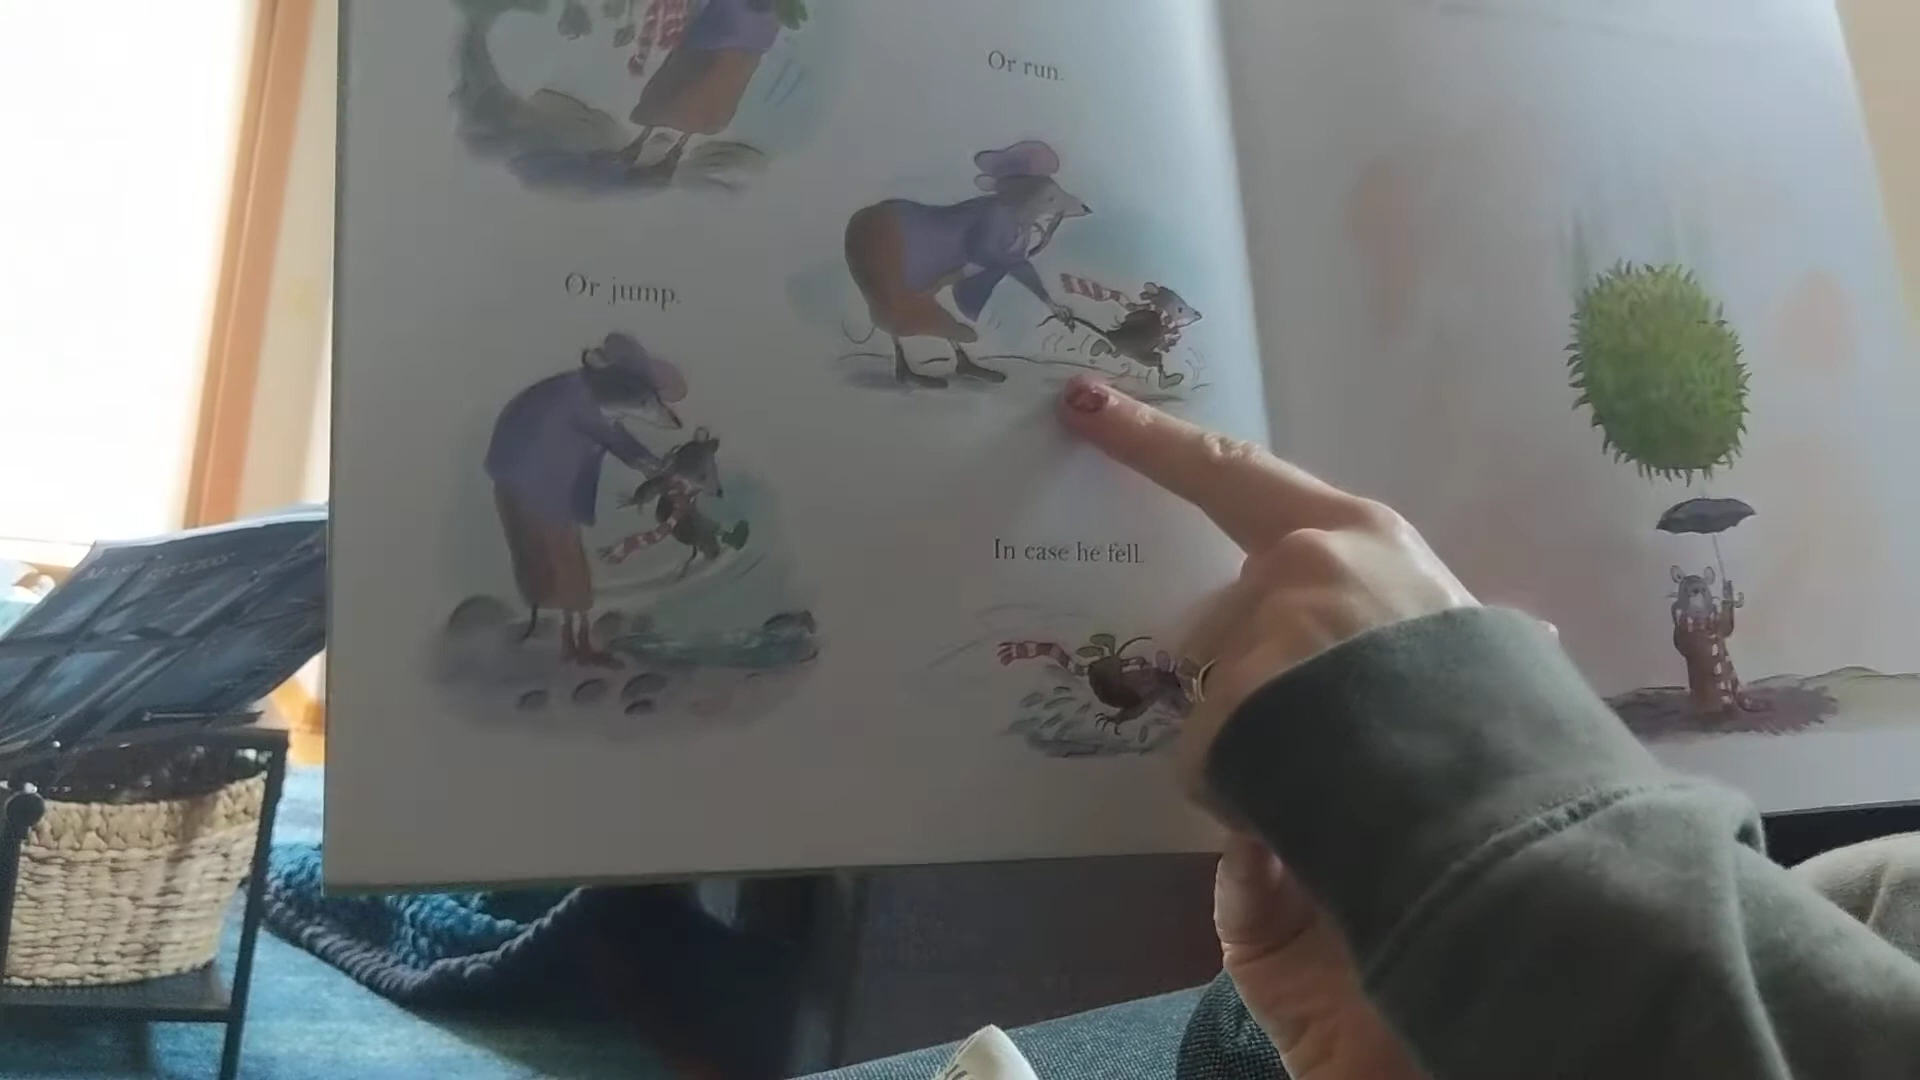 Or run.
Or jump.
In case he fell.